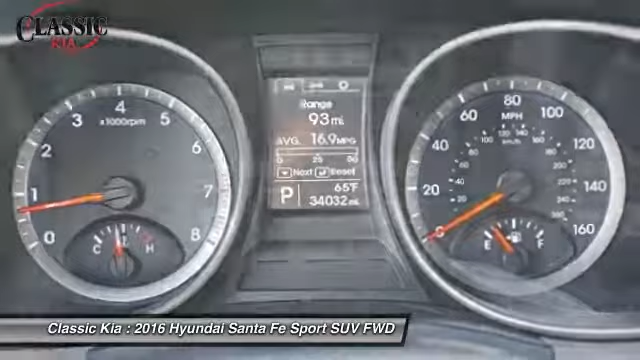 CLASSIC
KIA
Range
93 mi
AVG. 16.9 MPG
0 25 50
Next Reset
P 65°F
34032 mi
0 1 2 3 4 5 6 7 8
x1000rpm
C H
0 20 40 60 80 100 120 140 160
MPH
km/h
E F
Classic Kia : 2016 Hyundai Santa Fe Sport SUV FWD